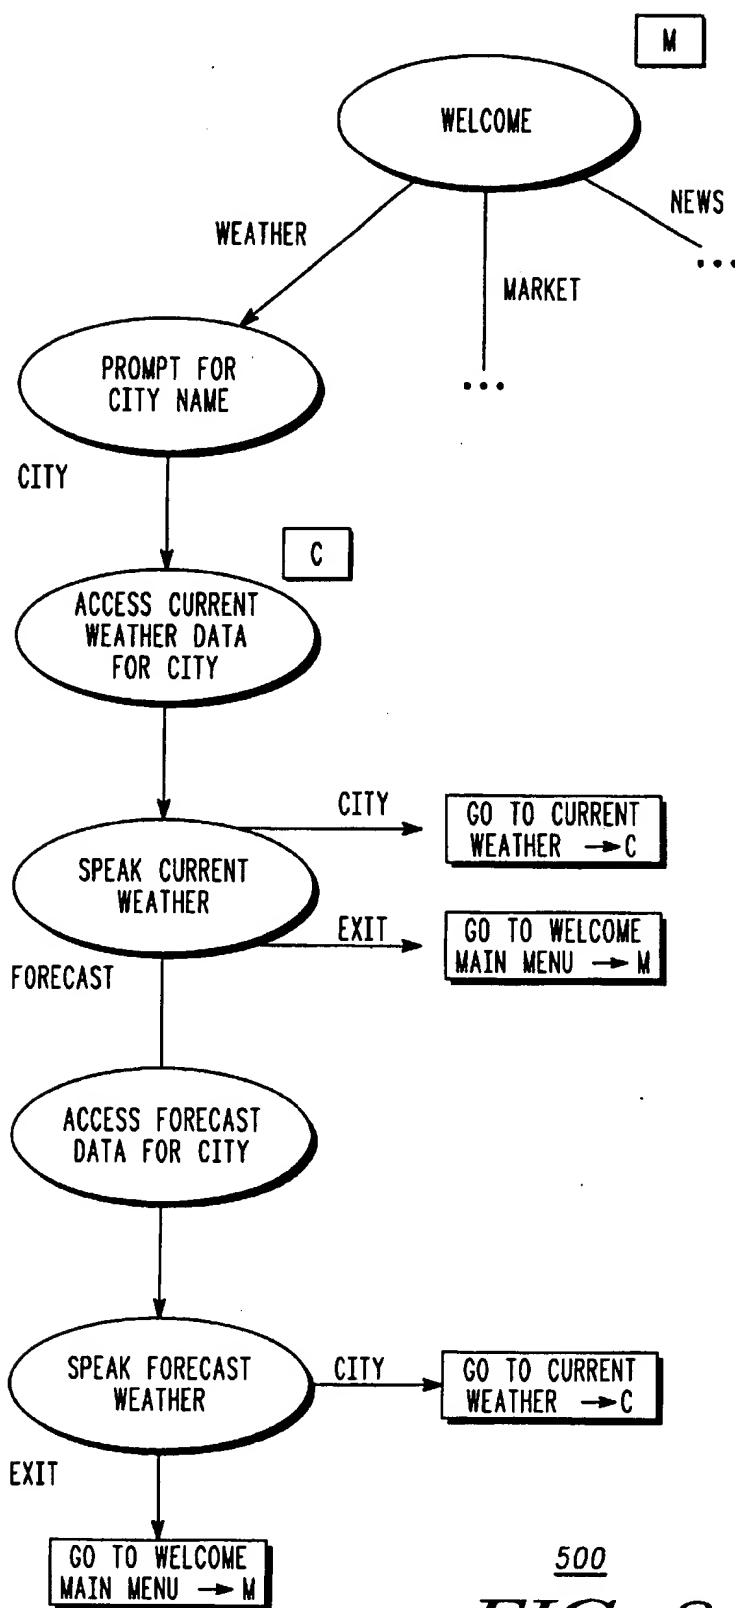 M
WELCOME
NEWS
WEATHER
MARKET
PROMPT FOR
CITY NAME
CITY
C
ACCESS CURRENT
WEATHER DATA
FOR CITY
CITY
GO TO CURRENT
WEATHER → C
SPEAK CURRENT
WEATHER
EXIT
GO TO WELCOME
MAIN MENU → M
FORECAST
ACCESS FORECAST
DATA FOR CITY
SPEAK FORECAST
WEATHER
CITY
GO TO CURRENT
WEATHER → C
EXIT
GO TO WELCOME
MAIN MENU → M
500
FIG.